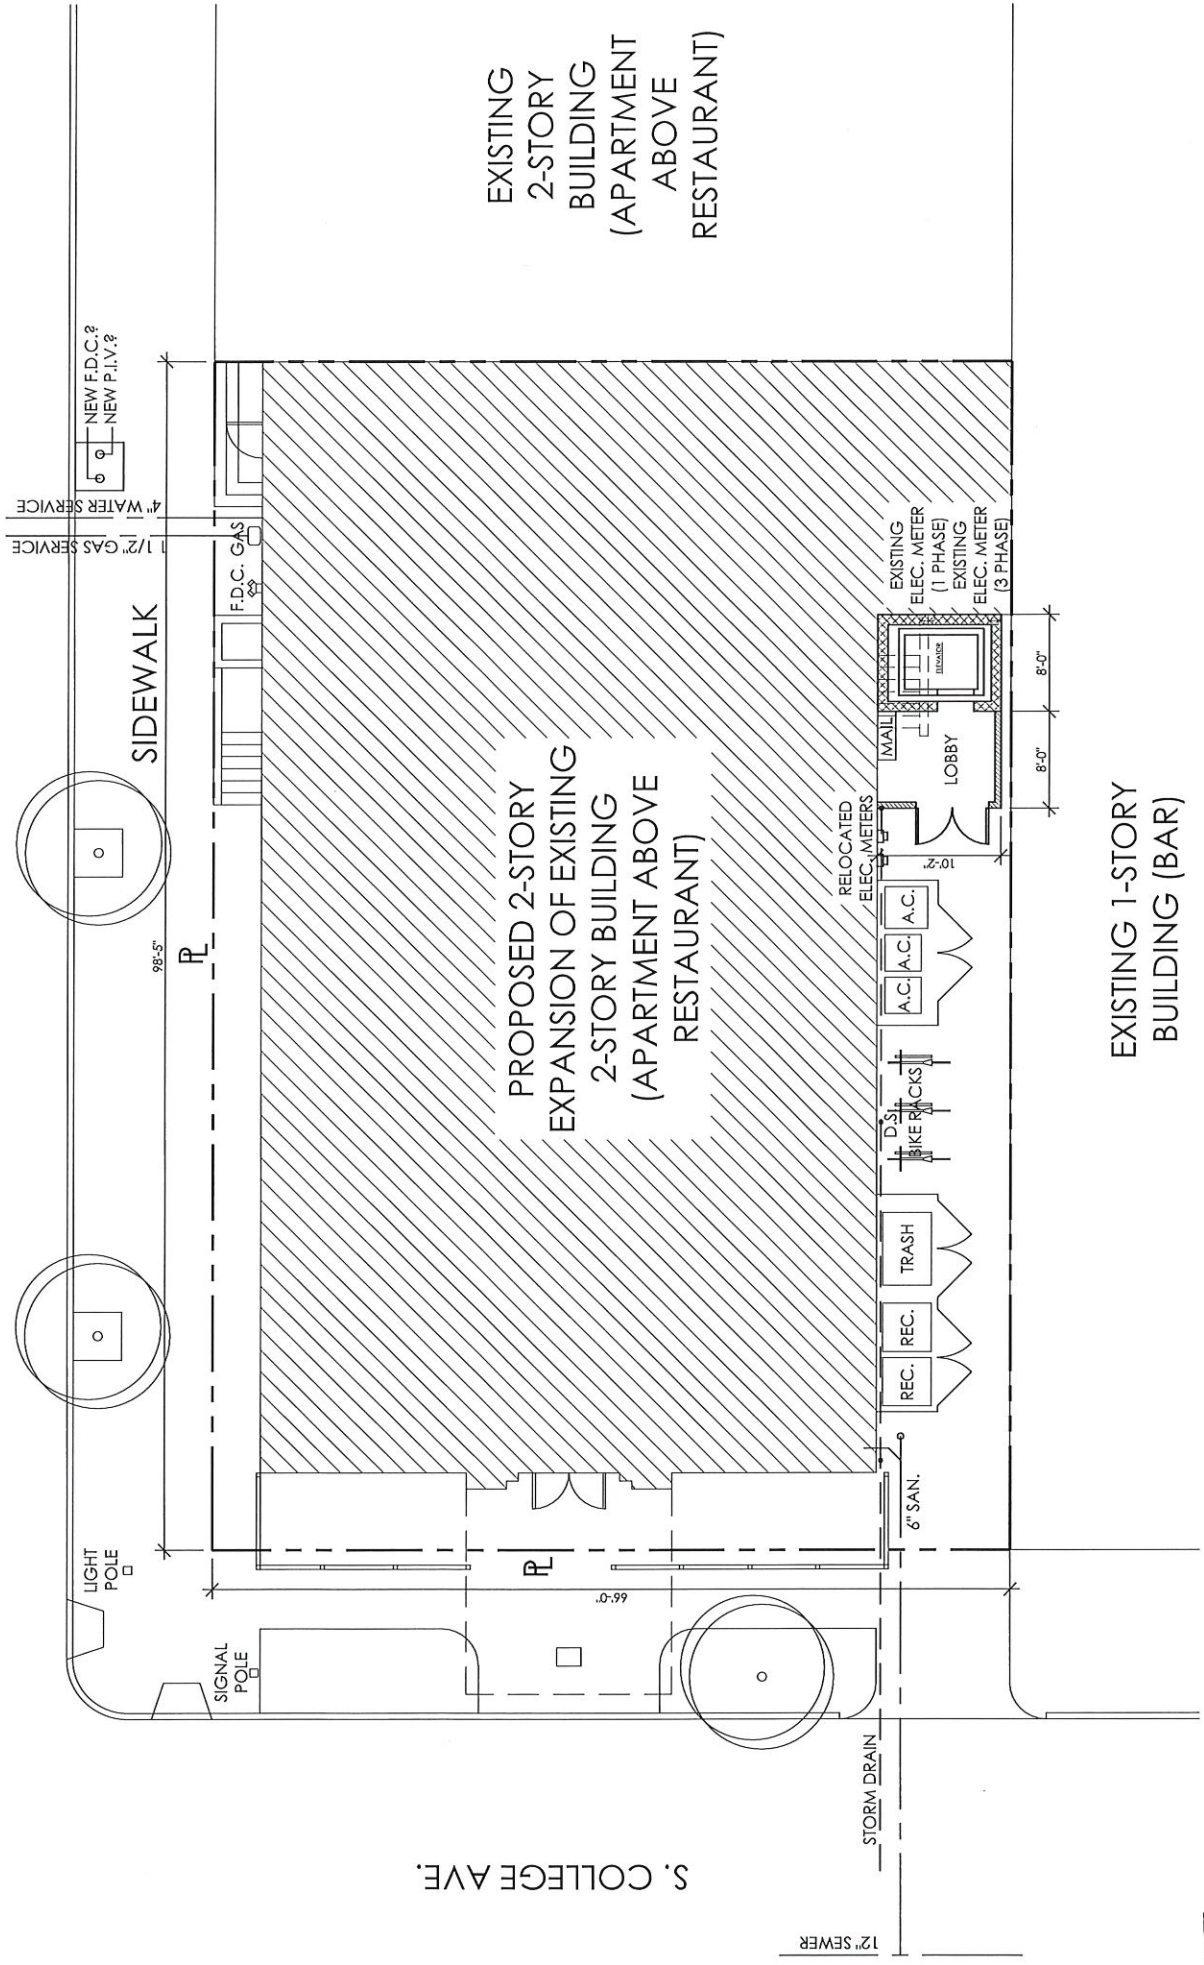 EXISTING
2-STORY
BUILDING
(APARTMENT
ABOVE
RESTAURANT)
NEW F.D.C.?
NEW P.I.V.?
4" WATER SERVICE
1 1/2" GAS SERVICE
F.D.C.
GAS
SIDEWALK
98'-5"
PL
PROPOSED 2-STORY
EXPANSION OF EXISTING
2-STORY BUILDING
(APARTMENT ABOVE
RESTAURANT)
EXISTING
ELEC. METER
(1 PHASE)
EXISTING
ELEC. METER
(3 PHASE)
ELEVATOR
MAIL
LOBBY
8'-0"
8'-0"
RELOCATED
ELEC. METERS
10'-2"
A.C.
A.C.
A.C.
D.S.
BIKE RACKS
TRASH
REC.
REC.
6" SAN.
EXISTING 1-STORY
BUILDING (BAR)
LIGHT
POLE
SIGNAL
POLE
PL
66'-0"
STORM DRAIN
S. COLLEGE AVE.
12" SEWER